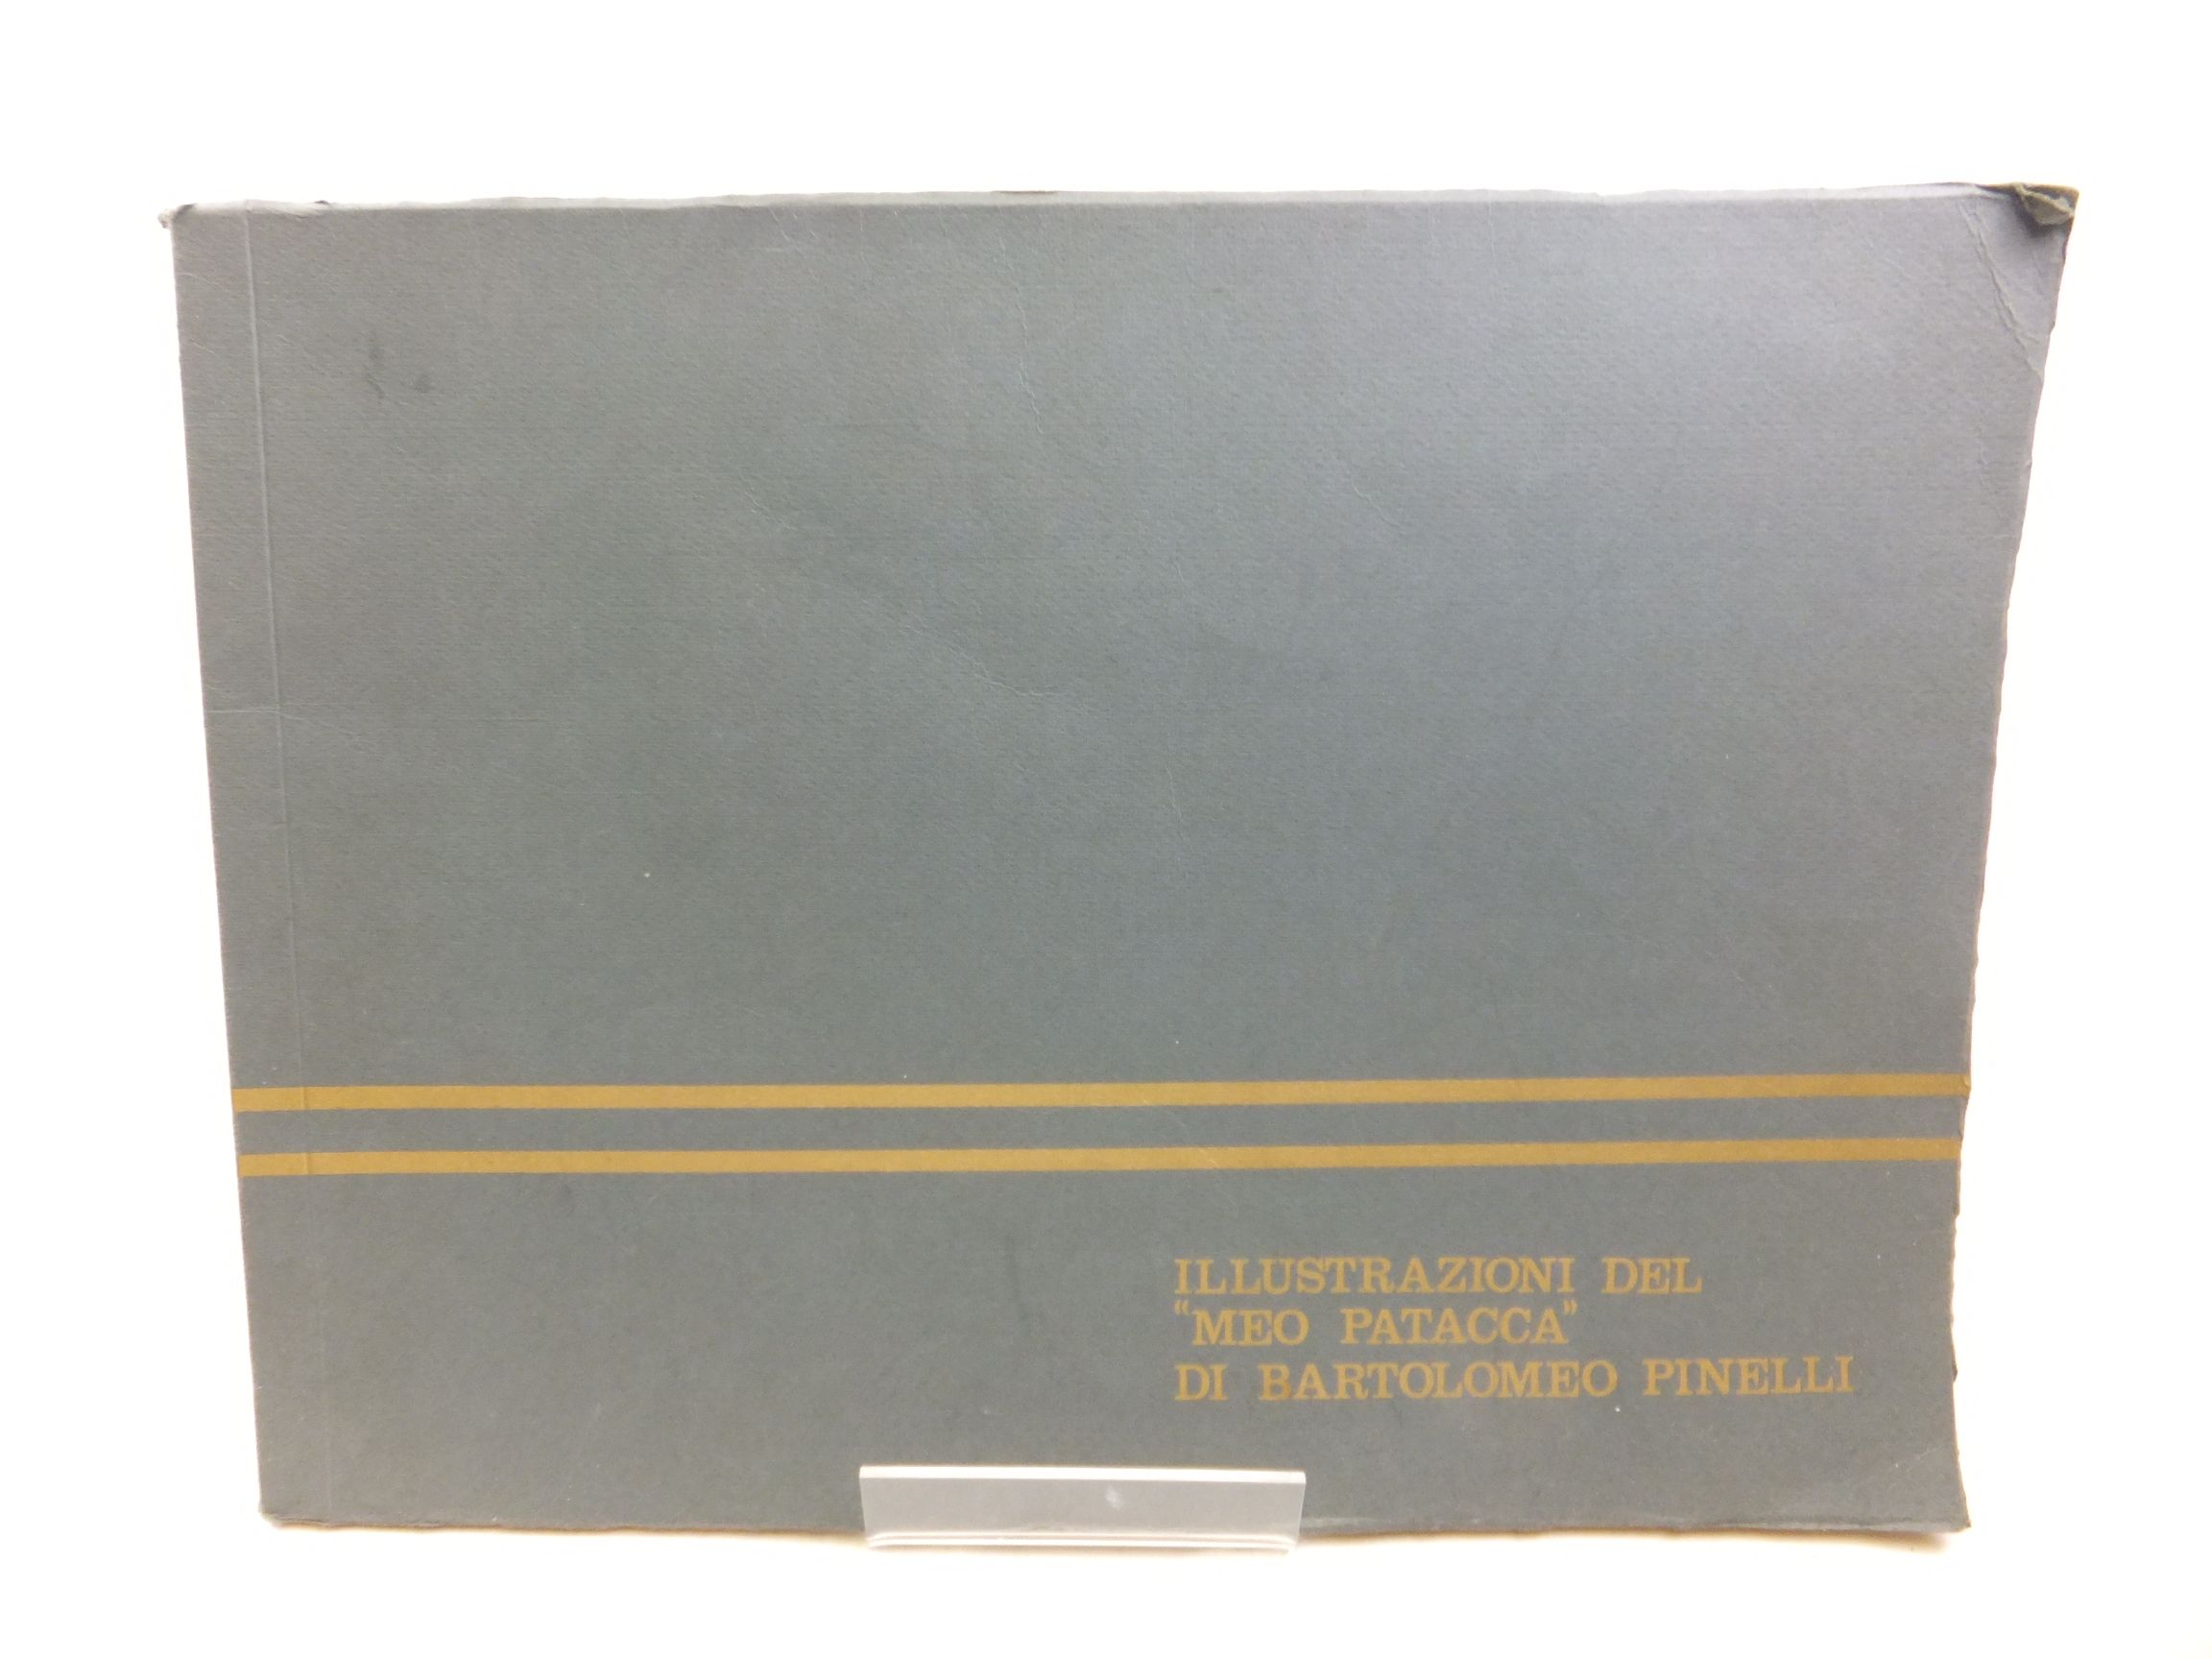 ILLUSTRAZIONI DEL
“MEO PATACCA”
DI BARTOLOMEO PINELLI